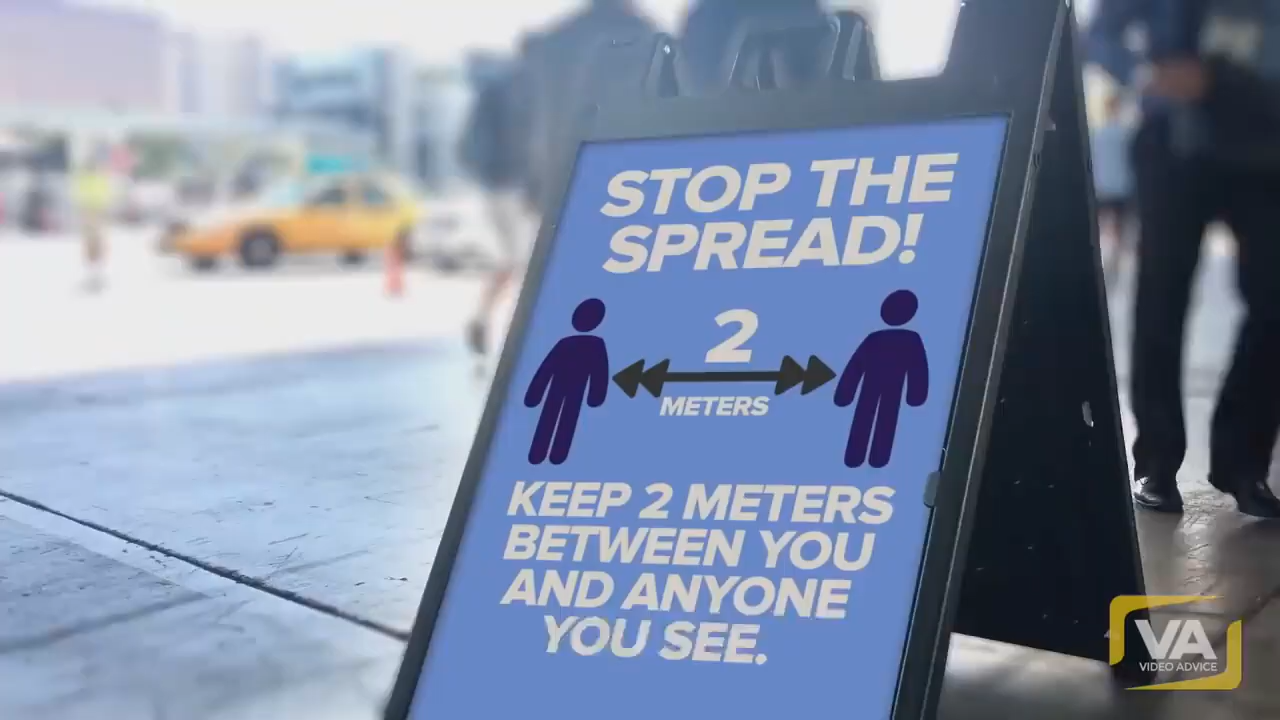 STOP THE
SPREAD!
2
METERS
KEEP 2 METERS
BETWEEN YOU
AND ANYONE
YOU SEE.
VA
VIDEO ADVICE